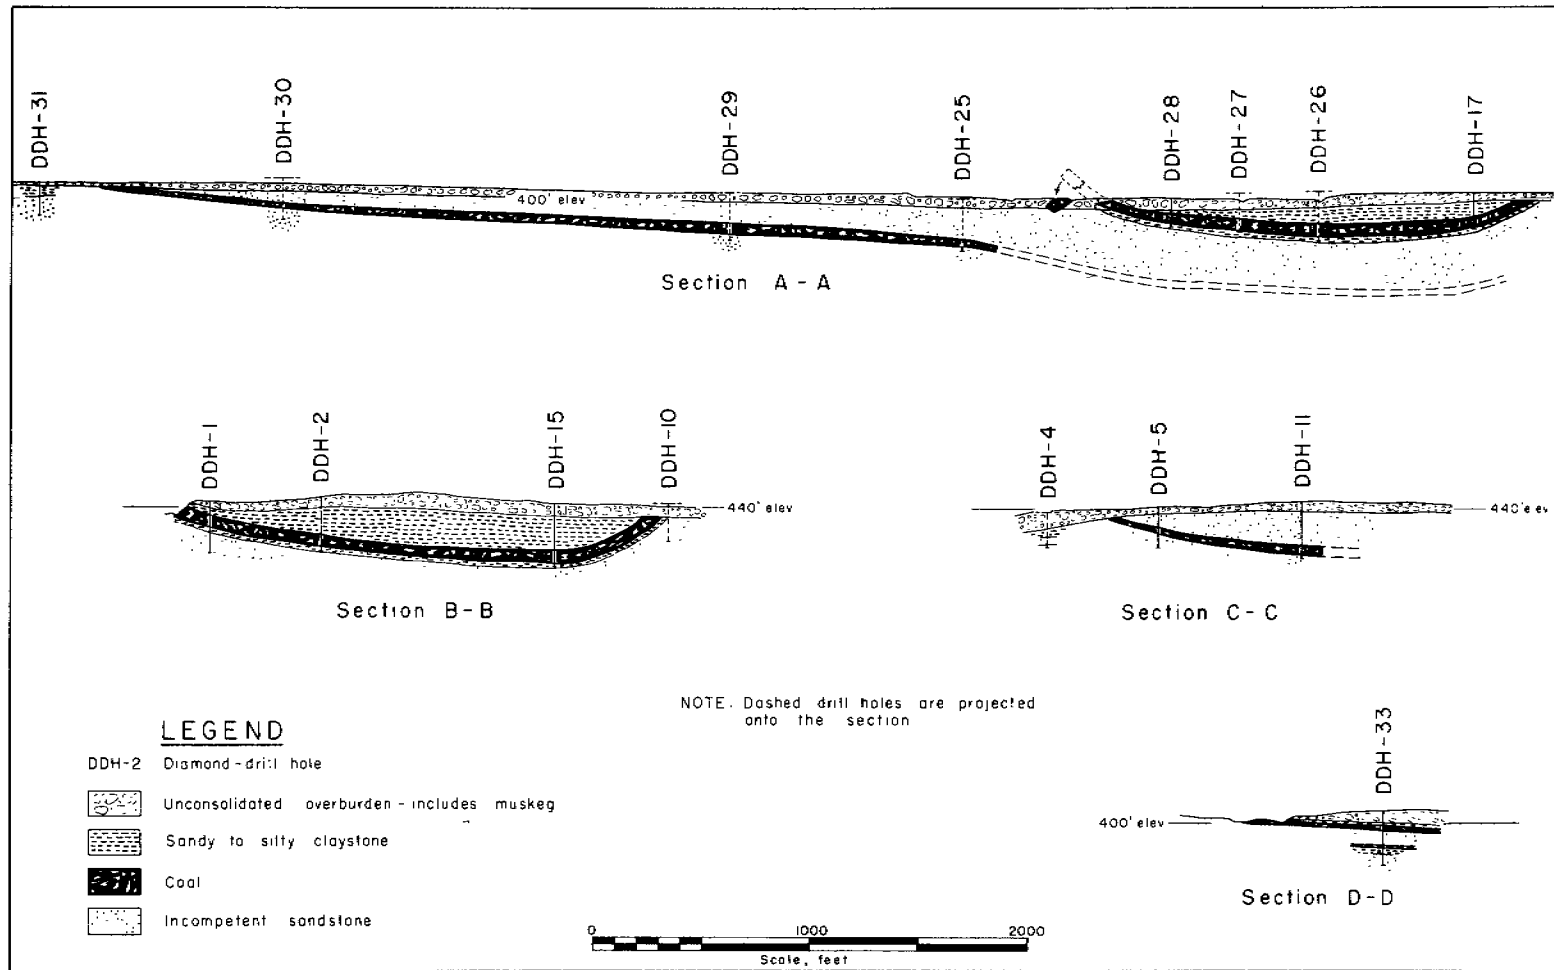 DDH-31
DDH-30
DDH-29
DDH-25
DDH-28
DDH-27
DDH-26
DDH-17
400' elev
Section A-A
DDH-1
DDH-2
DDH-15
DDH-10
440' elev
Section B-B
DDH-4
DDH-5
DDH-11
440' elev
Section C-C
NOTE. Dashed drill holes are projected
onto the section
LEGEND
DDH-2 Diamond-drill hole
Unconsolidated overburden - includes muskeg
Sandy to silty claystone
Coal
Incompetent sandstone
DDH-33
400' elev
Section D-D
0 1000 2000
Scale, feet